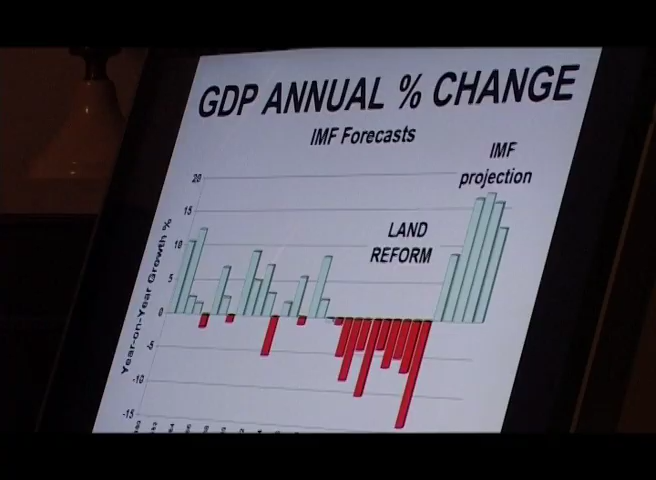 GDP ANNUAL % CHANGE
IMF Forecasts
IMF
projection
LAND
REFORM
20
15
10
5
0
-5
-10
-15
Year-on-Year Growth %